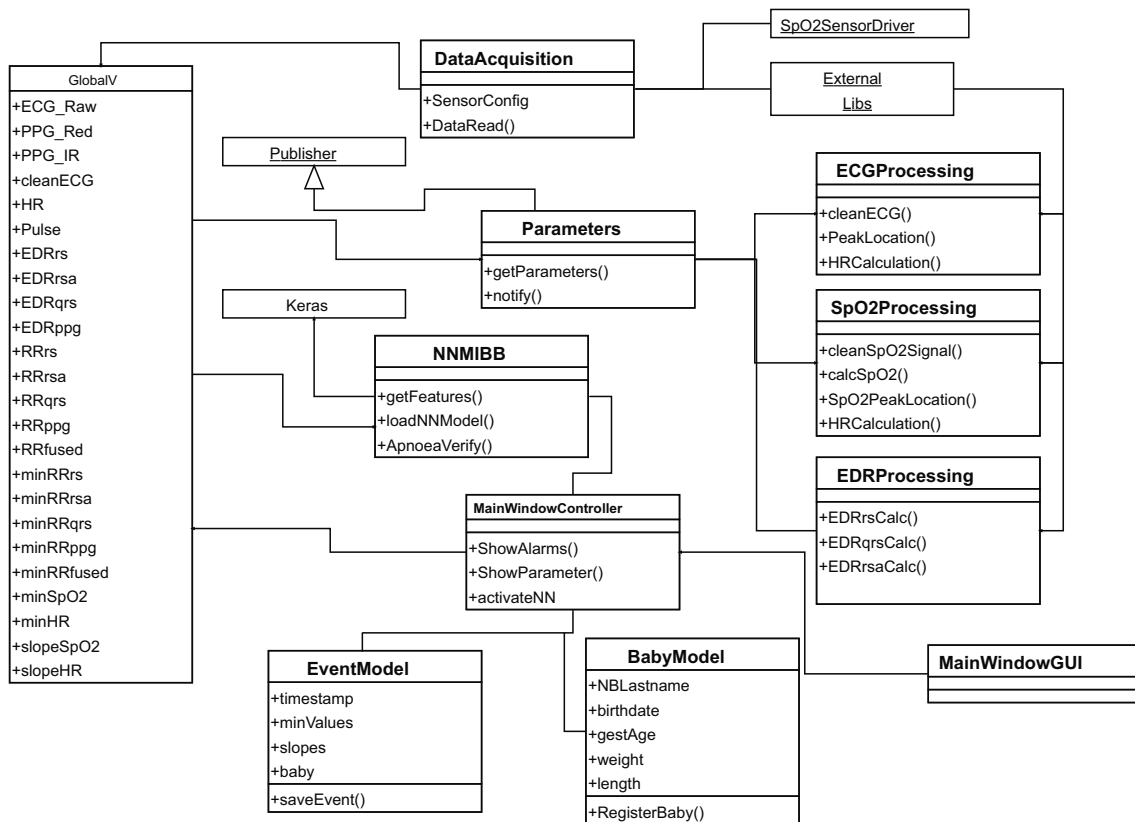 GlobalV
+ECG_Raw
+PPG_Red
+PPG_IR
+cleanECG
+HR
+Pulse
+EDRrs
+EDRrsa
+EDRqrs
+EDRppg
+RRrs
+RRrsa
+RRqrs
+RRppg
+RRfused
+minRRrs
+minRRrsa
+minRRqrs
+minRRppg
+minRRfused
+minSpO2
+minHR
+slopeSpO2
+slopeHR
DataAcquisition
+SensorConfig
+DataRead()
SpO2SensorDriver
External
Libs
Publisher
Parameters
+getParameters()
+notify()
ECGProcessing
+cleanECG()
+PeakLocation()
+HRCalculation()
SpO2Processing
+cleanSpO2Signal()
+calcSpO2()
+SpO2PeakLocation()
+HRCalculation()
EDRProcessing
+EDRrsCalc()
+EDRqrsCalc()
+EDRrsaCalc()
Keras
NNMIBB
+getFeatures()
+loadNNModel()
+ApnoeaVerify()
MainWindowController
+ShowAlarms()
+ShowParameter()
+activateNN
EventModel
+timestamp
+minValues
+slopes
+baby
+saveEvent()
BabyModel
+NBLastname
+birthdate
+gestAge
+weight
+length
+RegisterBaby()
MainWindowGUI